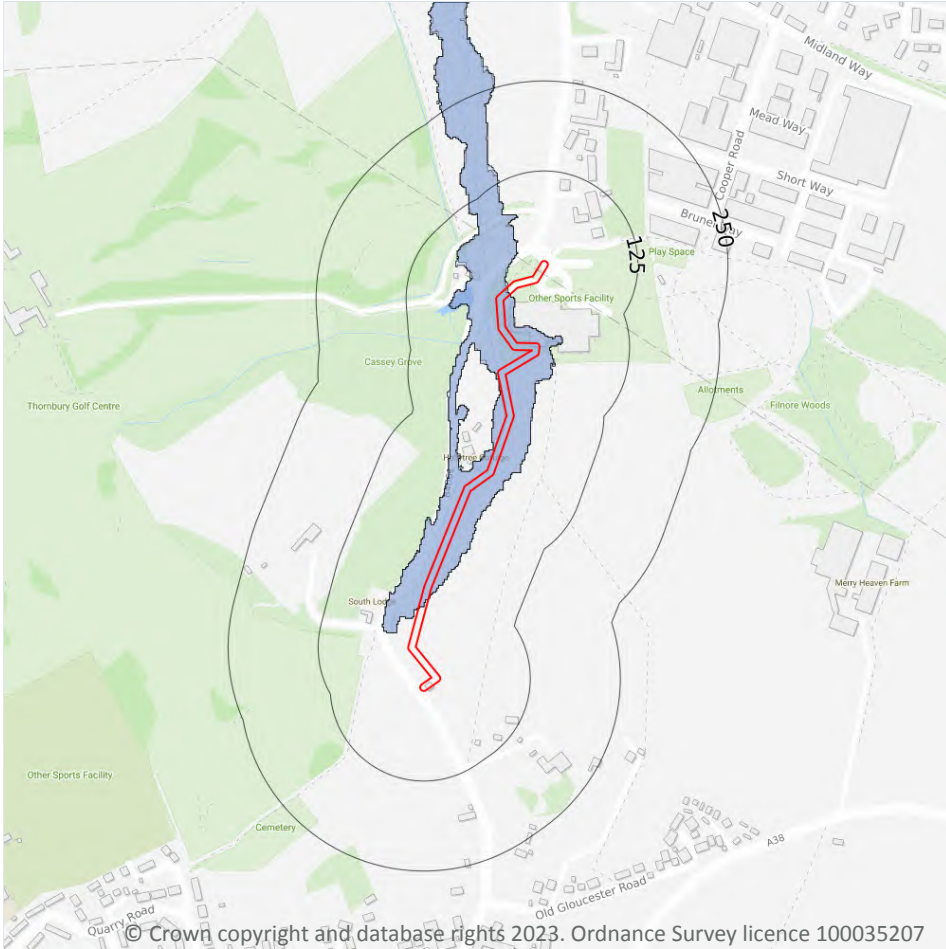 Midland Way
Mead Way
Cooper Road
Short Way
Brunel Way
250
125
Play Space
Other Sports Facility
Cassey Grove
Thornbury Golf Centre
Allotments
Filnore Woods
Merry Heaven Farm
South Lodge
Other Sports Facility
Cemetery
A38
Old Gloucester Road
Quarry Road
© Crown copyright and database rights 2023. Ordnance Survey licence 100035207